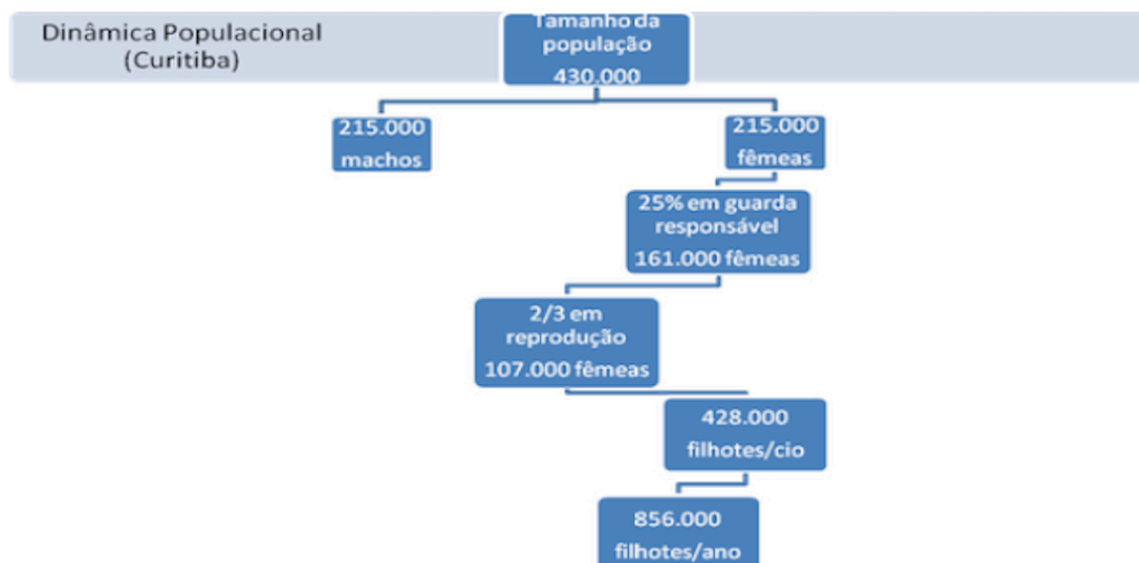 Dinâmica Populacional
(Curitiba)
Tamanho da
população
430.000
215.000
machos
215.000
fêmeas
25% em guarda
responsável
161.000 fêmeas
2/3 em
reprodução
107.000 fêmeas
428.000
filhotes/cio
856.000
filhotes/ano